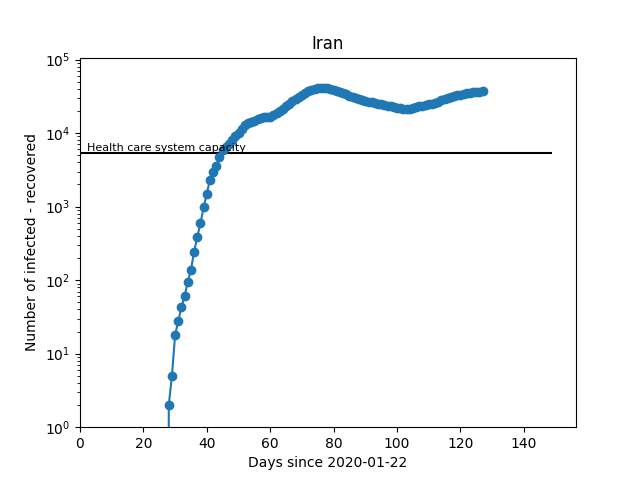 Iran
Number of infected - recovered
10^5
10^4
10^3
10^2
10^1
10^0
Health care system capacity
0 20 40 60 80 100 120 140
Days since 2020-01-22